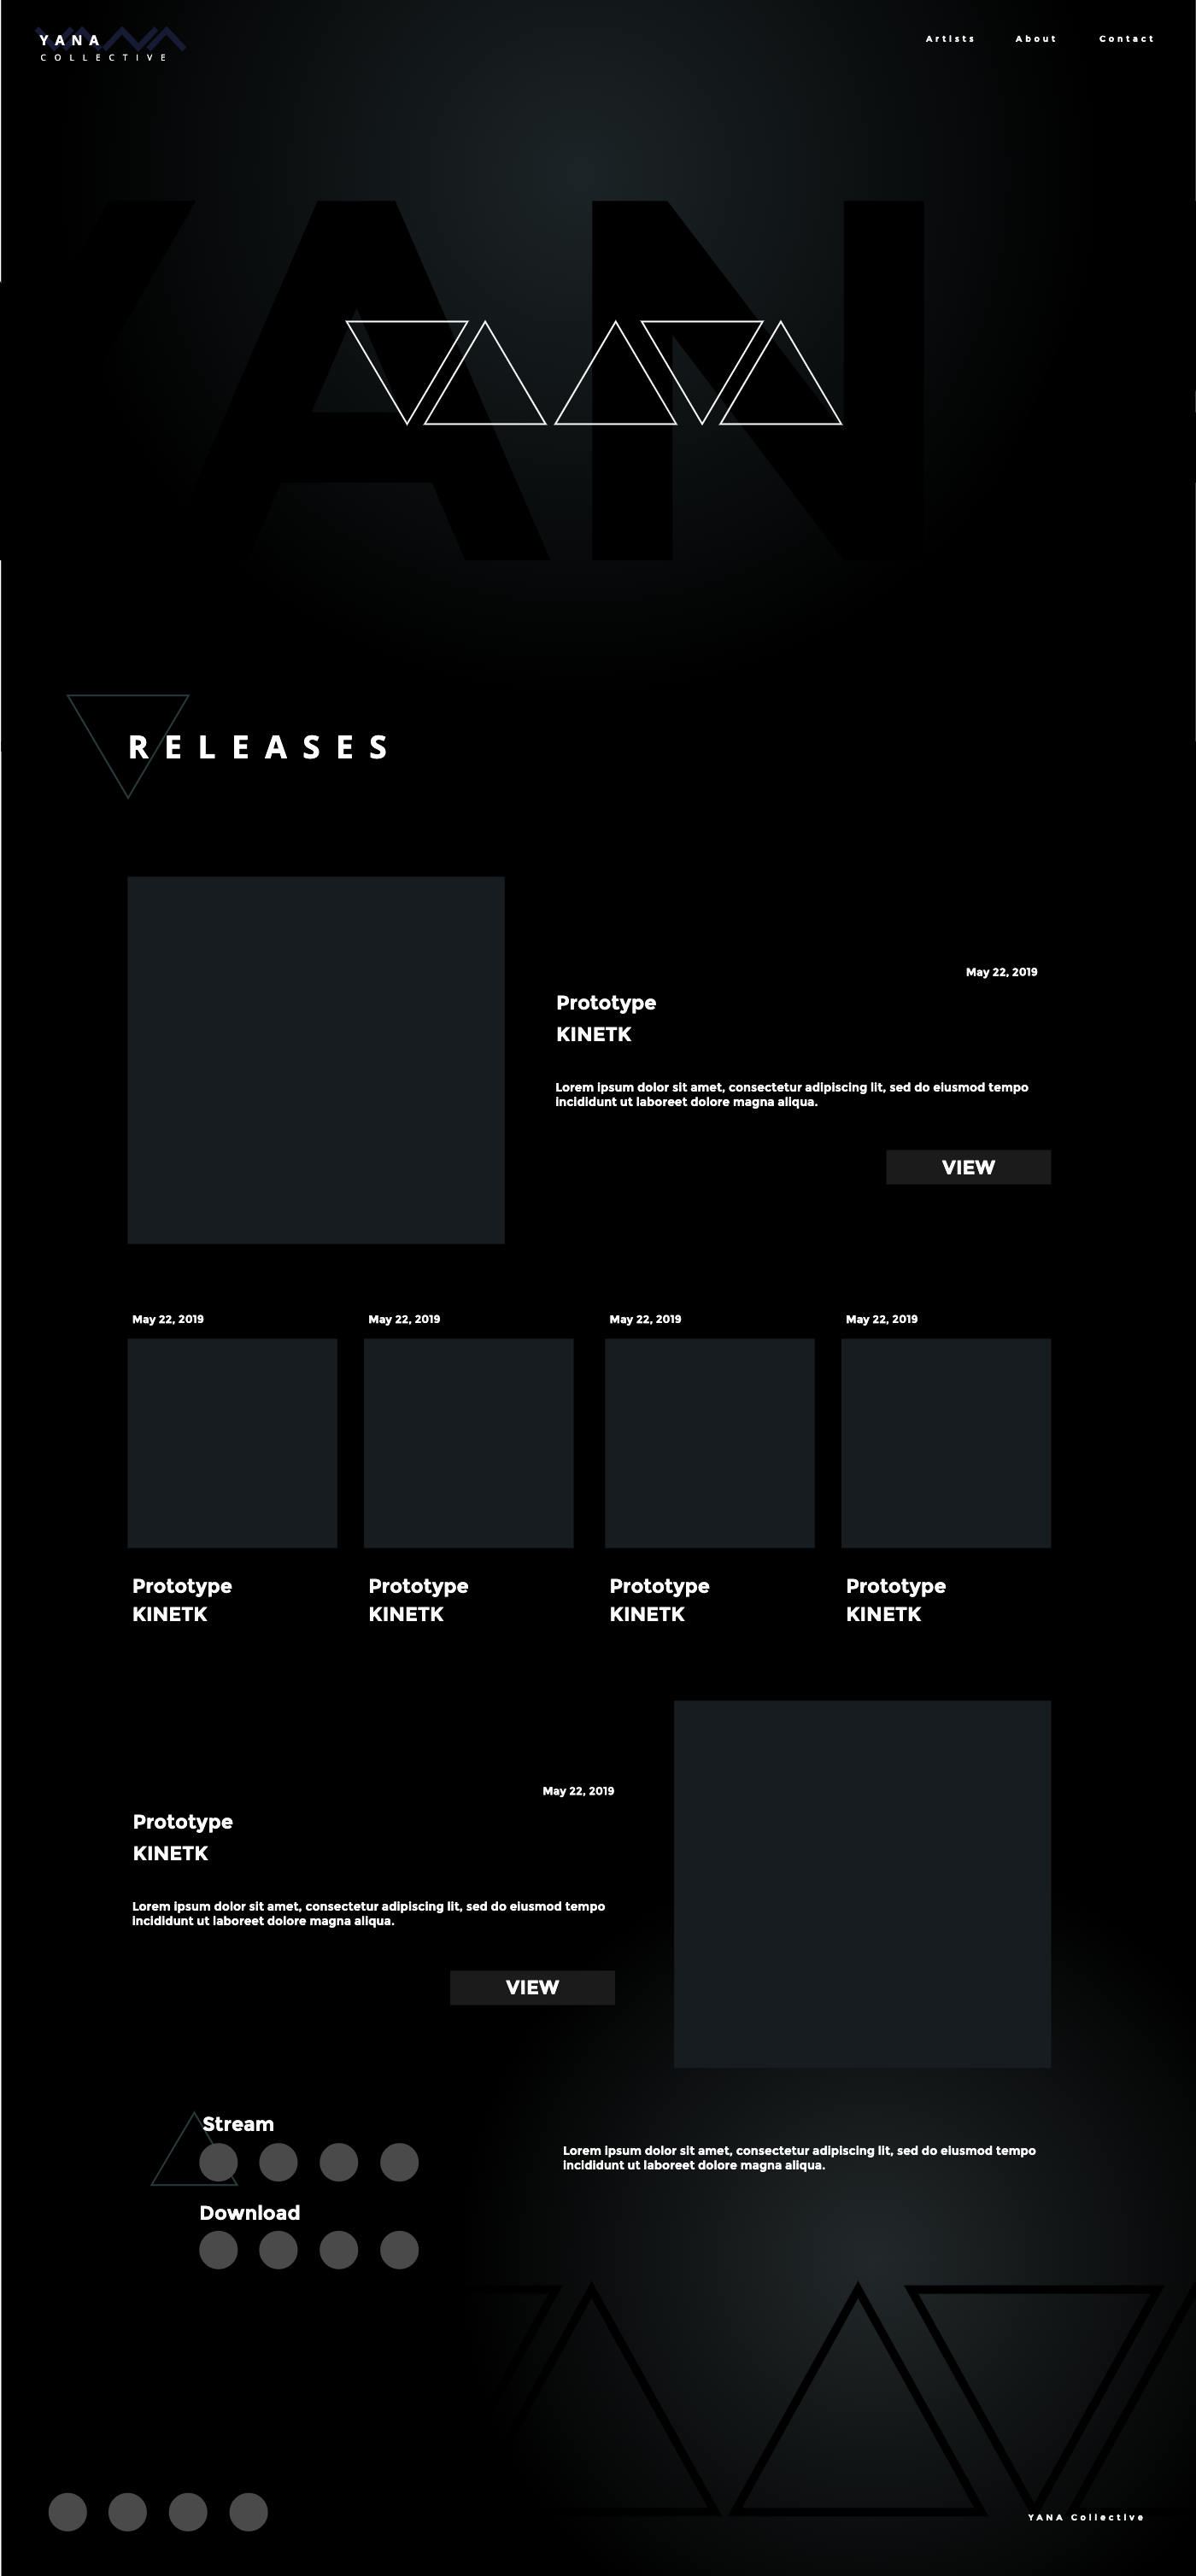 YANA
COLLECTIVE
Artists About Contact
YAN
RELEASES
May 22, 2019
Prototype
KINETK
Lorem ipsum dolor sit amet, consectetur adipiscing lit, sed do eiusmod tempo
incididunt ut laboreet dolore magna aliqua.
VIEW
May 22, 2019 May 22, 2019 May 22, 2019 May 22, 2019
Prototype Prototype Prototype Prototype
KINETK KINETK KINETK KINETK
May 22, 2019
Prototype
KINETK
Lorem ipsum dolor sit amet, consectetur adipiscing lit, sed do eiusmod tempo
incididunt ut laboreet dolore magna aliqua.
VIEW
Stream
Lorem ipsum dolor sit amet, consectetur adipiscing lit, sed do eiusmod tempo
incididunt ut laboreet dolore magna aliqua.
Download
YANA Collective